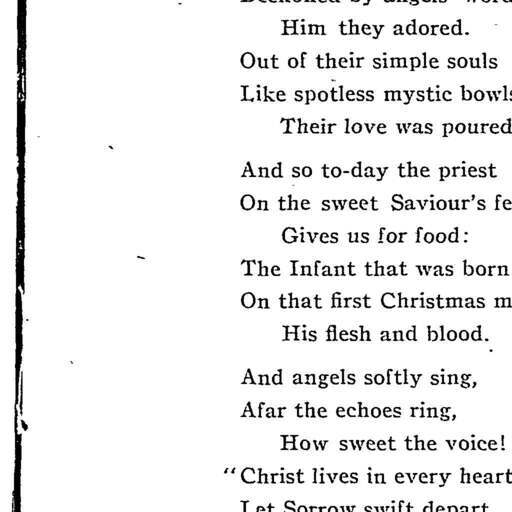 by angels'
Him they adored.
Out of their simple souls
Like spotless mystic bowls
Their love was poured
And so to-day the priest
On the sweet Saviour's fe
Gives us for food:
The Infant that was born
On that first Christmas m
His flesh and blood.
And angels softly sing,
Afar the echoes ring,
How sweet the voice!
"Christ lives in every heart
Let Sorrow swift depart